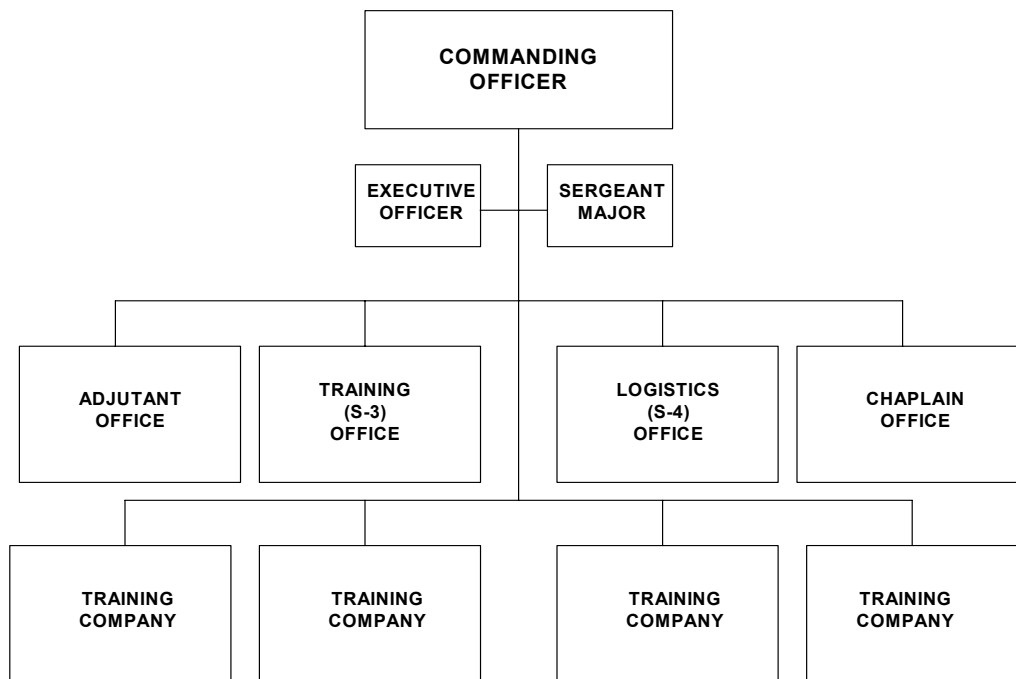 COMMANDING
OFFICER
EXECUTIVE
OFFICER
SERGEANT
MAJOR
ADJUTANT
OFFICE
TRAINING
(S-3)
OFFICE
LOGISTICS
(S-4)
OFFICE
CHAPLAIN
OFFICE
TRAINING
COMPANY
TRAINING
COMPANY
TRAINING
COMPANY
TRAINING
COMPANY